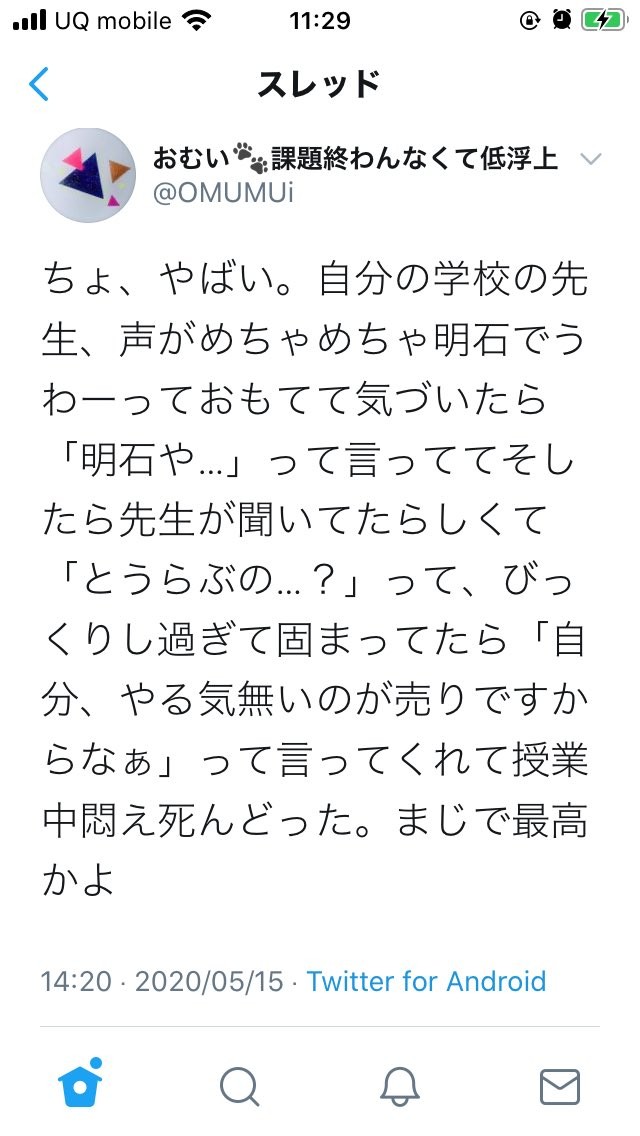 UQ mobile 11:29
スレッド
おむい🐾課題終わんなくて低浮上
@OMUMUi
ちょ、やばい。自分の学校の先
生、声がめちゃめちゃ明石でう
わーっておもてて気づいたら
「明石や...」って言っててそし
たら先生が聞いてたらしくて
「とうらぶの...？」って、びっ
くりし過ぎて固まってたら「自
分、やる気無いのが売りですか
らなぁ」って言ってくれて授業
中悶え死んどった。まじで最高
かよ
14:20 · 2020/05/15 · Twitter for Android